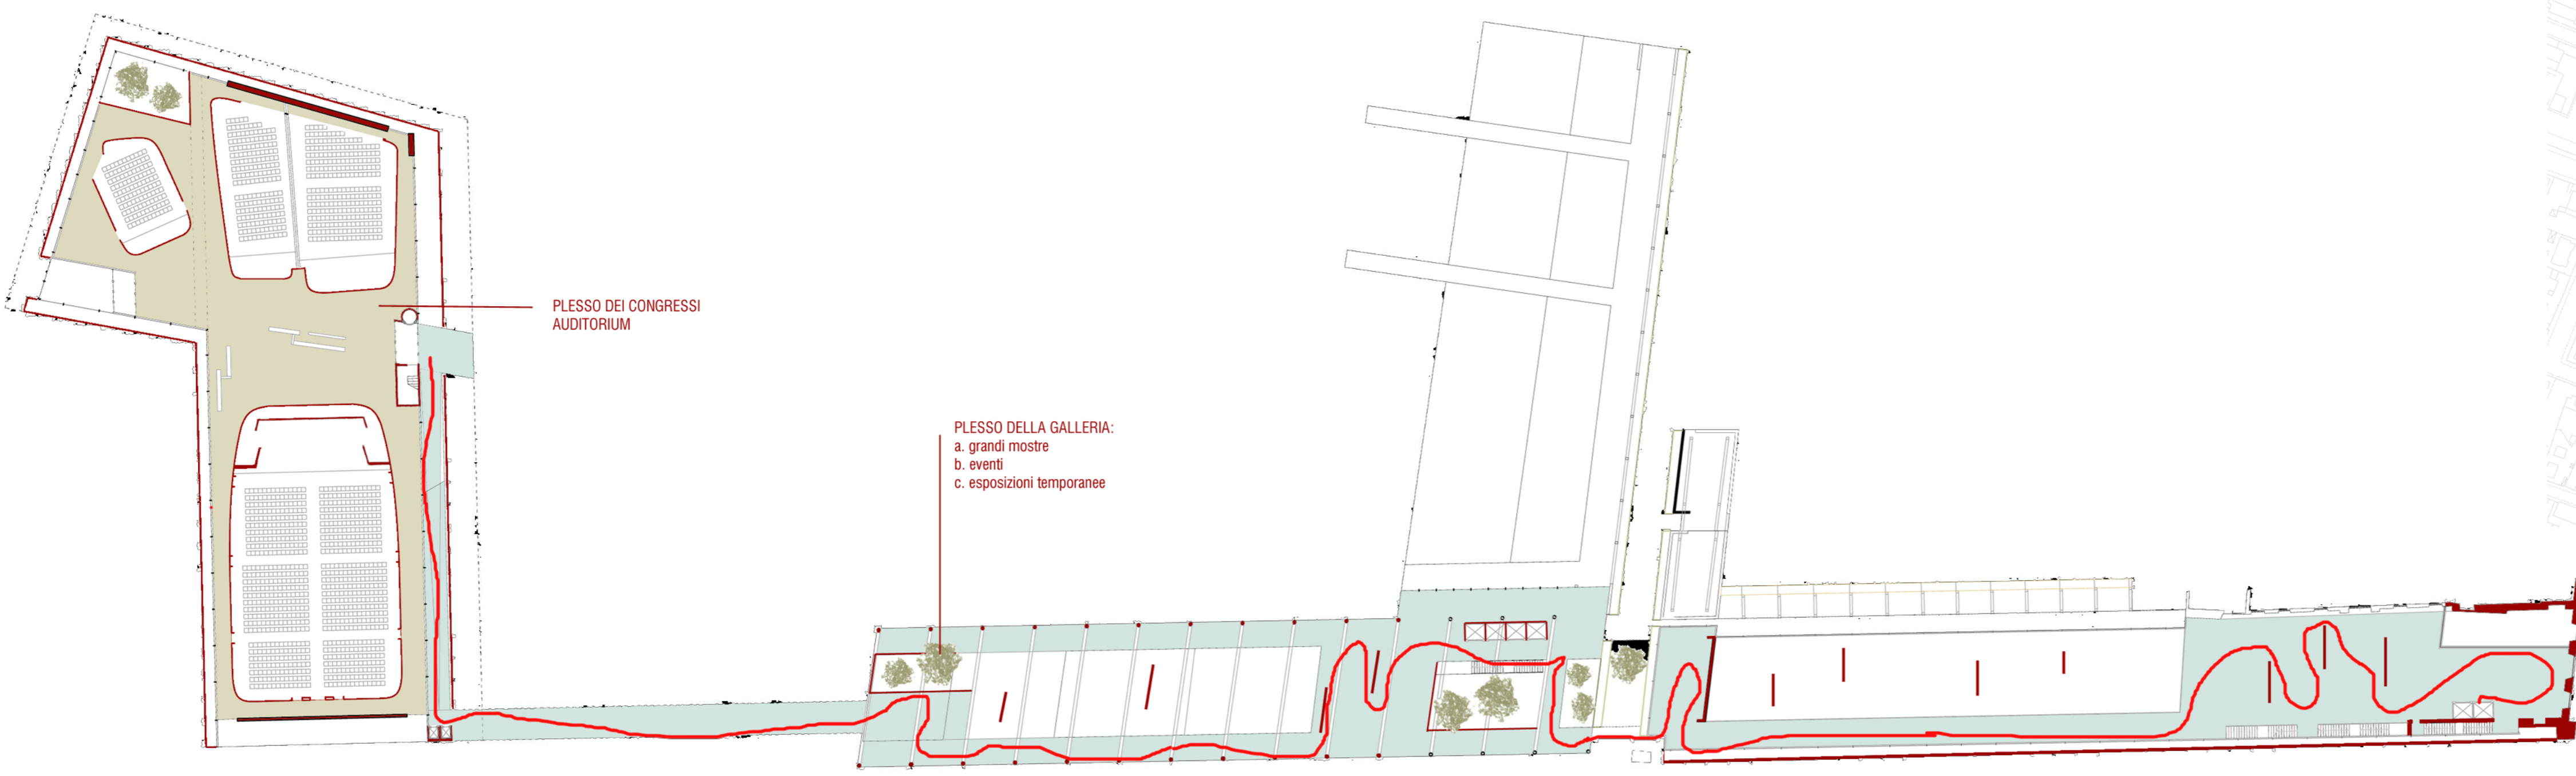 PLESSO DEI CONGRESSI
AUDITORIUM
PLESSO DELLA GALLERIA:
a. grandi mostre
b. eventi
c. esposizioni temporanee